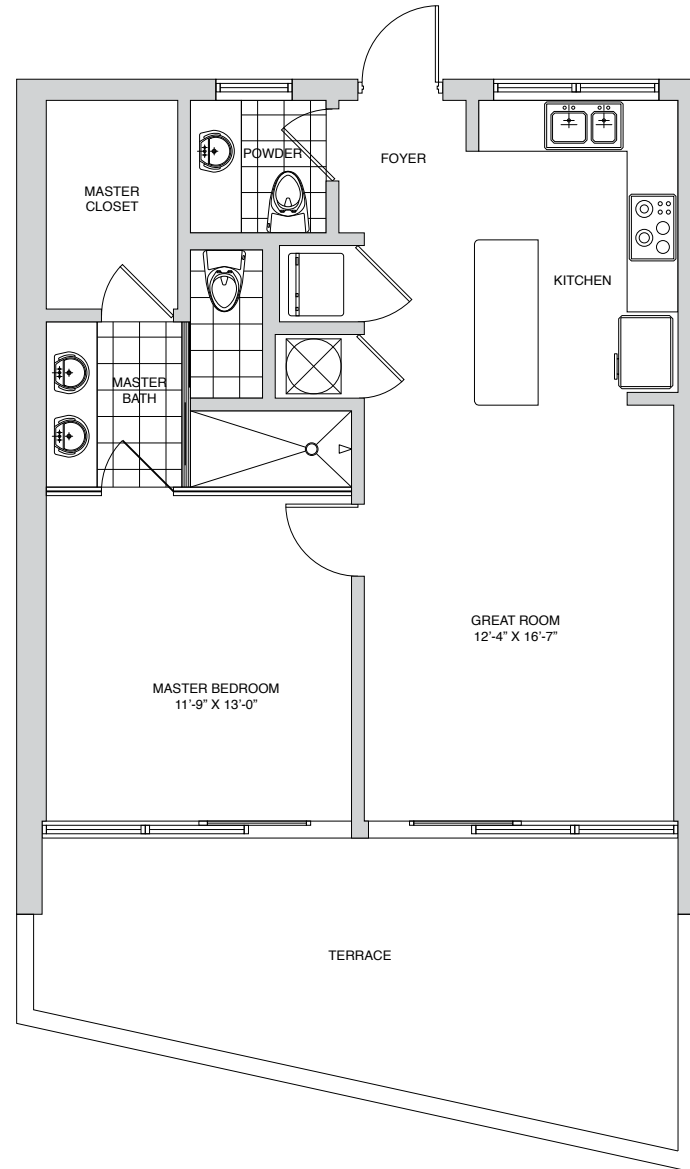 POWDER
FOYER
MASTER
CLOSET
KITCHEN
MASTER
BATH
GREAT ROOM
12'-4” X 16'-7”
MASTER BEDROOM
11'-9” X 13'-0”
TERRACE